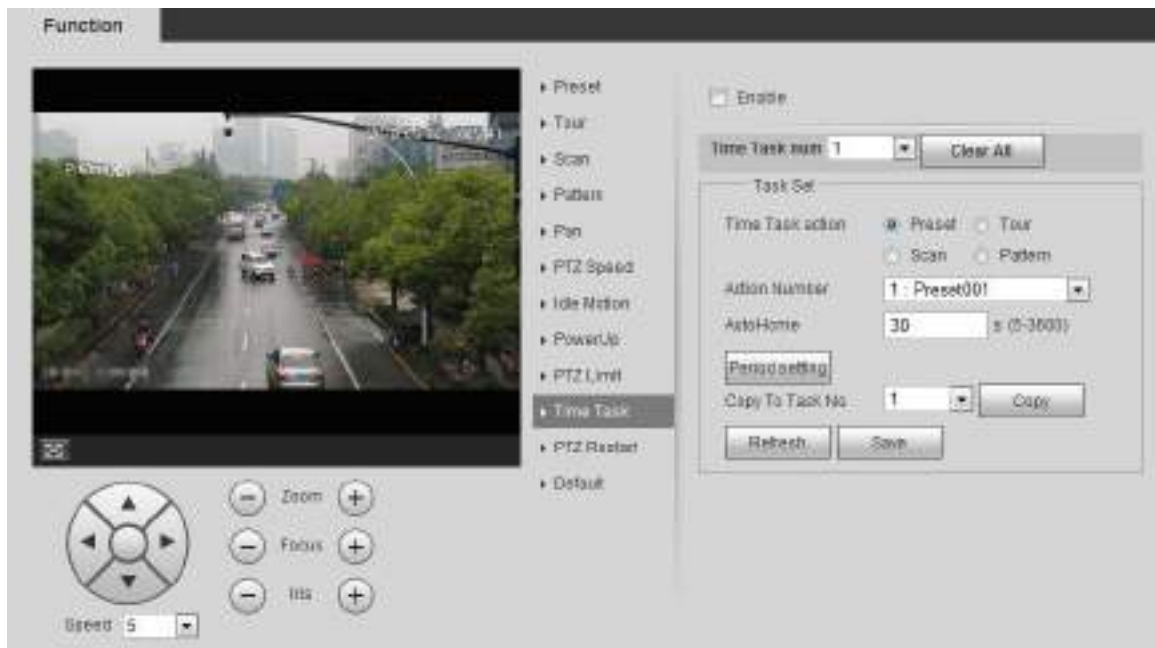 Function
Preset
Tour
Scan
Pattern
Pan
PTZ Speed
Idle Motion
PowerUp
PTZ Limit
Time Task
PTZ Restart
Default
Enable
Time Task num 1 Clear All
Task Set
Time Task action Preset Tour
Scan Pattern
Action Number 1 : Preset001
AutoHome 30 s (5-3600)
Period setting
Copy To Task No 1 Copy
Refresh Save
Zoom
Focus
Iris
Speed 5